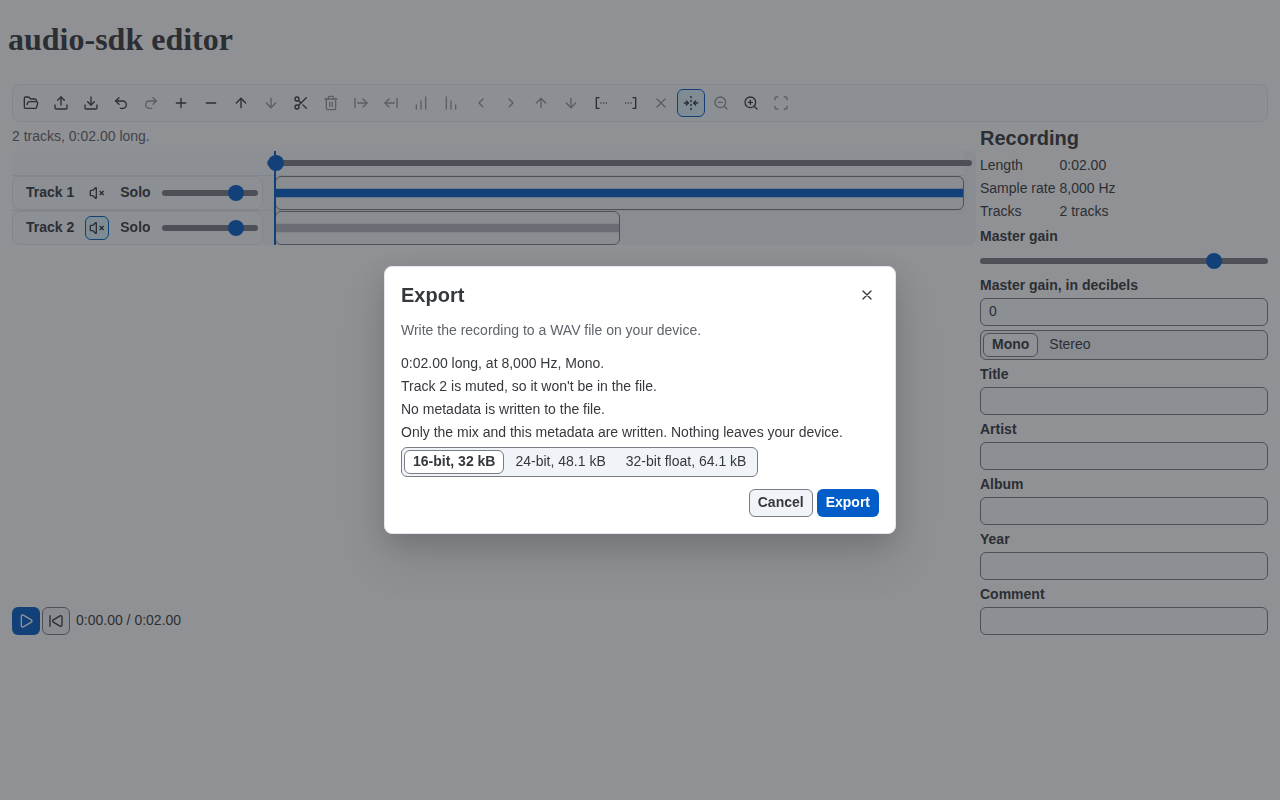 audio-sdk editor
2 tracks, 0:02.00 long.
Track 1 Solo
Track 2 Solo
0:00.00 / 0:02.00
Recording
Length 0:02.00
Sample rate 8,000 Hz
Tracks 2 tracks
Master gain
Master gain, in decibels
0
Mono Stereo
Title
Artist
Album
Year
Comment
Export
Write the recording to a WAV file on your device.
0:02.00 long, at 8,000 Hz, Mono.
Track 2 is muted, so it won't be in the file.
No metadata is written to the file.
Only the mix and this metadata are written. Nothing leaves your device.
16-bit, 32 kB 24-bit, 48.1 kB 32-bit float, 64.1 kB
Cancel Export